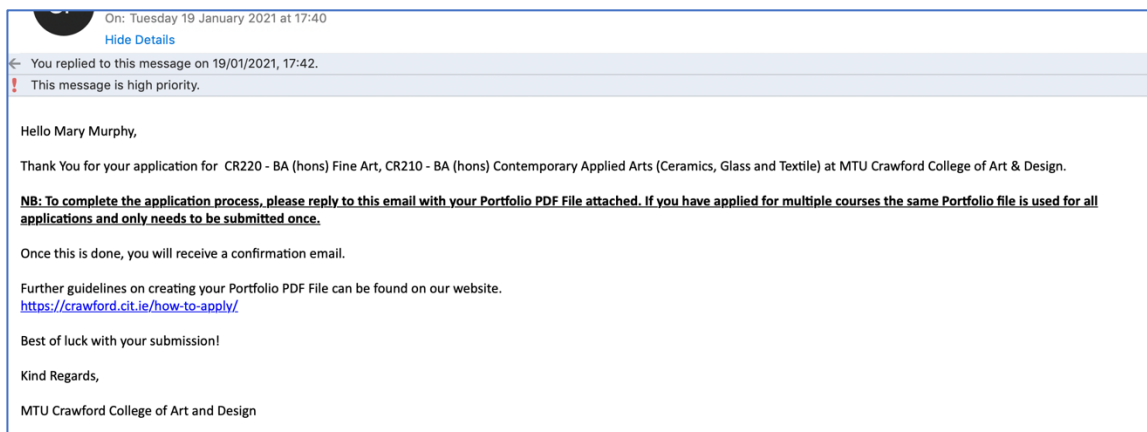 On: Tuesday 19 January 2021 at 17:40
Hide Details
You replied to this message on 19/01/2021, 17:42.
This message is high priority.
Hello Mary Murphy,
Thank You for your application for  CR220 - BA (hons) Fine Art, CR210 - BA (hons) Contemporary Applied Arts (Ceramics, Glass and Textile) at MTU Crawford College of Art & Design.
NB: To complete the application process, please reply to this email with your Portfolio PDF File attached. If you have applied for multiple courses the same Portfolio file is used for all
applications and only needs to be submitted once.
Once this is done, you will receive a confirmation email.
Further guidelines on creating your Portfolio PDF File can be found on our website.
https://crawford.cit.ie/how-to-apply/
Best of luck with your submission!
Kind Regards,
MTU Crawford College of Art and Design